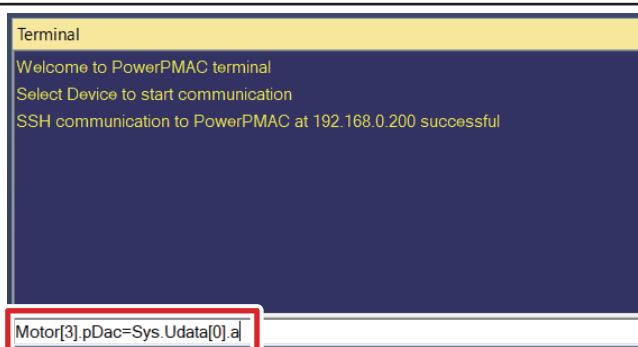 Terminal
Welcome to PowerPMAC terminal
Select Device to start communication
SSH communication to PowerPMAC at 192.168.0.200 successful
Motor[3].pDac=Sys.Udata[0].a